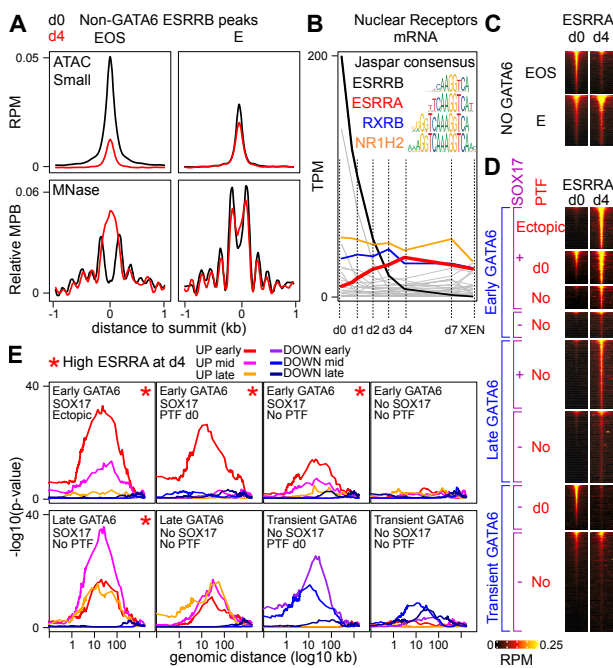 A
d0 Non-GATA6 ESRRB peaks
d4 EOS E
ATAC
Small
0.05
RPM
0
MNase
0.06
Relative MPB
0
-1 0 1 -1 0 1
distance to summit (kb)
B
Nuclear Receptors
mRNA
200
Jaspar consensus
ESRRB
ESRRA
RXRB
NR1H2
TPM
0
d0 d1 d2 d3 d4 d7 XEN
C
ESRRA
d0 d4
NO GATA6
EOS
E
D
SOX17
PTF
ESRRA
d0 d4
Early GATA6
+
Ectopic
d0
No
-
No
Late GATA6
+
No
-
No
Transient GATA6
-
d0
-
No
0 0.25
RPM
E
* High ESRRA at d4
UP early
UP mid
UP late
DOWN early
DOWN mid
DOWN late
-log10(p-value)
40
0
Early GATA6
SOX17
Ectopic
*
Early GATA6
SOX17
PTF d0
*
Early GATA6
SOX17
No PTF
*
Early GATA6
No SOX17
No PTF
40
0
Late GATA6
SOX17
No PTF
*
Late GATA6
No SOX17
No PTF
Transient GATA6
No SOX17
PTF d0
Transient GATA6
No SOX17
No PTF
0 1 10 100 0 1 10 100 0 1 10 100 0 1 10 100
genomic distance (log10 kb)